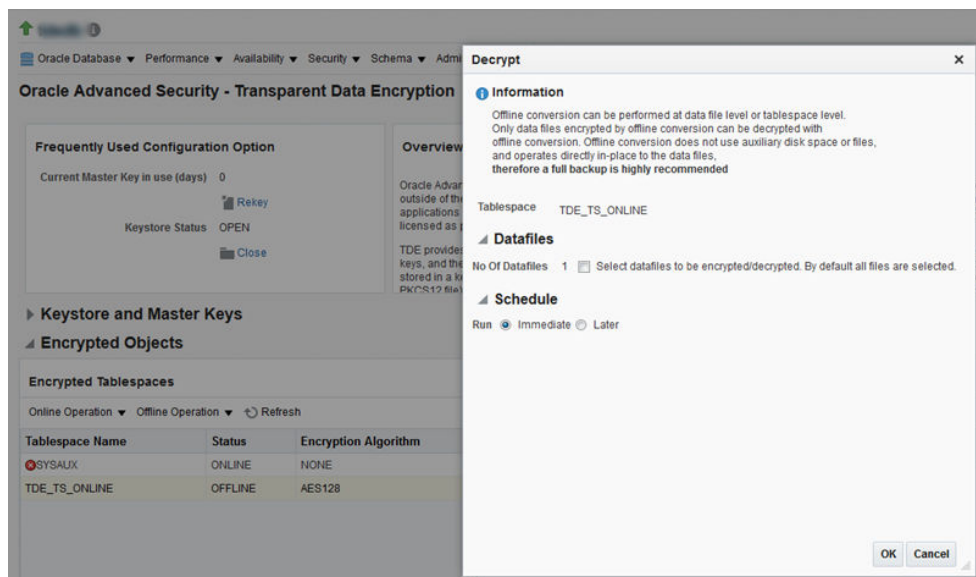 Oracle Database Performance Availability Security Schema Admi
Oracle Advanced Security - Transparent Data Encryption
Frequently Used Configuration Option
Current Master Key in use (days) 0
Rekey
Keystore Status OPEN
Close
Overview
Oracle Advan
outside of the
applications
licensed as p
TDE provides
keys, and the
stored in a ke
PKCS12 file)
Keystore and Master Keys
Encrypted Objects
Encrypted Tablespaces
Online Operation Offline Operation Refresh
Tablespace Name Status Encryption Algorithm
SYSAUX ONLINE NONE
TDE_TS_ONLINE OFFLINE AES128
Decrypt
Information
Offline conversion can be performed at data file level or tablespace level.
Only data files encrypted by offline conversion can be decrypted with
offline conversion. Offline conversion does not use auxiliary disk space or files,
and operates directly in-place to the data files,
therefore a full backup is highly recommended
Tablespace TDE_TS_ONLINE
Datafiles
No Of Datafiles 1 Select datafiles to be encrypted/decrypted. By default all files are selected.
Schedule
Run Immediate Later
OK Cancel